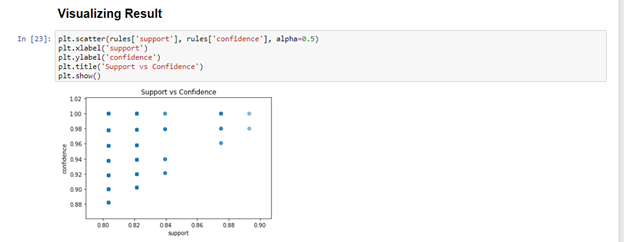 Visualizing Result
In [23]: plt.scatter(rules['support'], rules['confidence'], alpha=0.5)
plt.xlabel('support')
plt.ylabel('confidence')
plt.title('Support vs Confidence')
plt.show()
Support vs Confidence
1.02
1.00
0.98
0.96
0.94
0.92
0.90
0.88
confidence
0.80 0.82 0.84 0.86 0.88 0.90
support